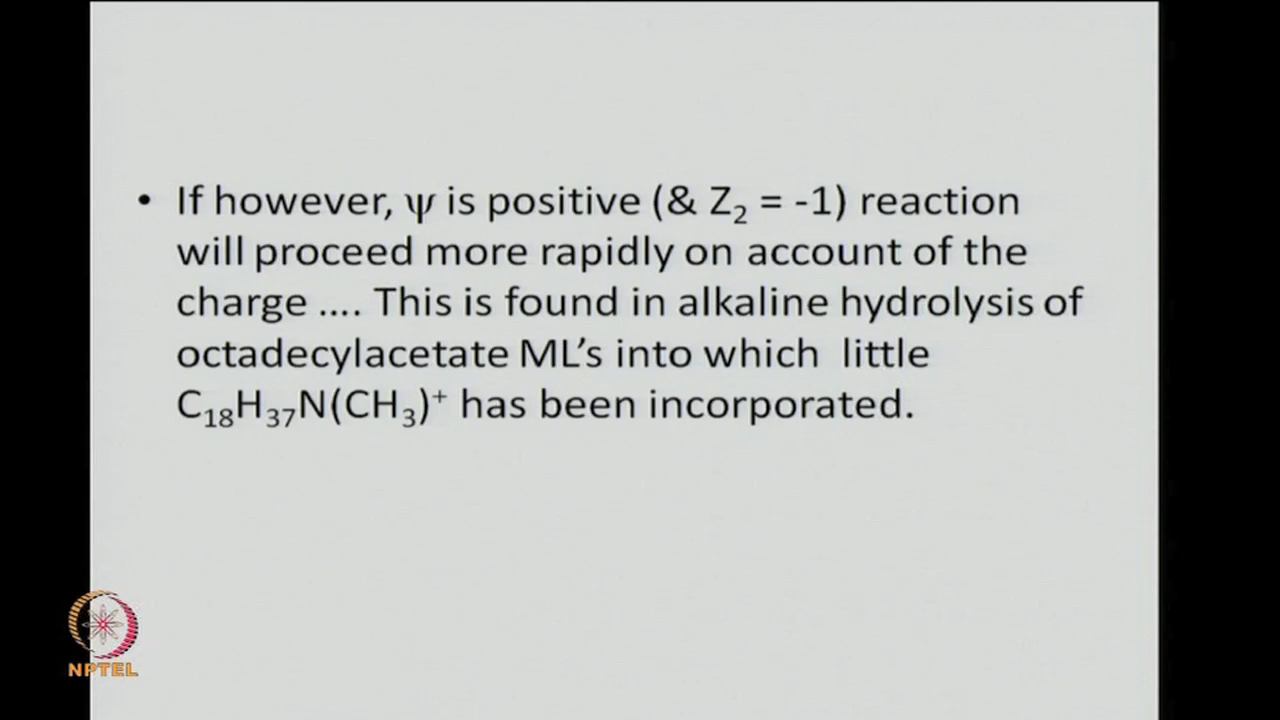 • If however, ψ is positive (& Z₂ = -1) reaction
will proceed more rapidly on account of the
charge .... This is found in alkaline hydrolysis of
octadecylacetate ML’s into which little
C₁₈H₃₇N(CH₃)⁺ has been incorporated.
NPTEL